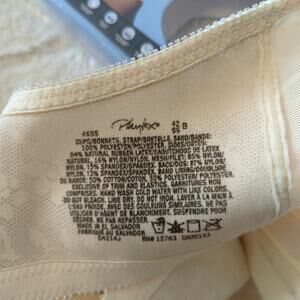 Playtex®
42 B
95
4695
CUPS/BONNETS, STRAP/BRETELLE, BAND/BANDE:
100% POLYESTER/POLYESTER, SIDES/CÔTÉS:
84% NATURAL RUBBER LATEX/CAOUTCHOUC DE LATEX
NATUREL, 16% NYLON/NYLON, MESH/FILET: 85% NYLON/
NYLON, 15% SPANDEX/SPANDEX, BACK/DOS: 87% NYLON/
NYLON, 13% SPANDEX/SPANDEX, BAND LINING/DOUBLURE
DE BANDE: 50% COTTON/COTON, 50% POLYESTER/POLYESTER
EXCLUSIVE OF TRIM AND ELASTIC, GARNITURES NON
COMPRISES. HAND WASH COLD WITH LIKE COLORS.
DO NOT BLEACH. LINE DRY. DO NOT IRON. LAVER À LA MAIN À
L'EAU FROIDE AVEC DES COULEURS SIMILAIRES. NE PAS
UTILISER D'AGENT DE BLANCHIMENT. SUSPENDRE POUR
SÉCHER. NE PAS REPASSER. MADE IN EL SALVADOR
FABRIQUÉ AU SALVADOR
RN# 15763 CA00153